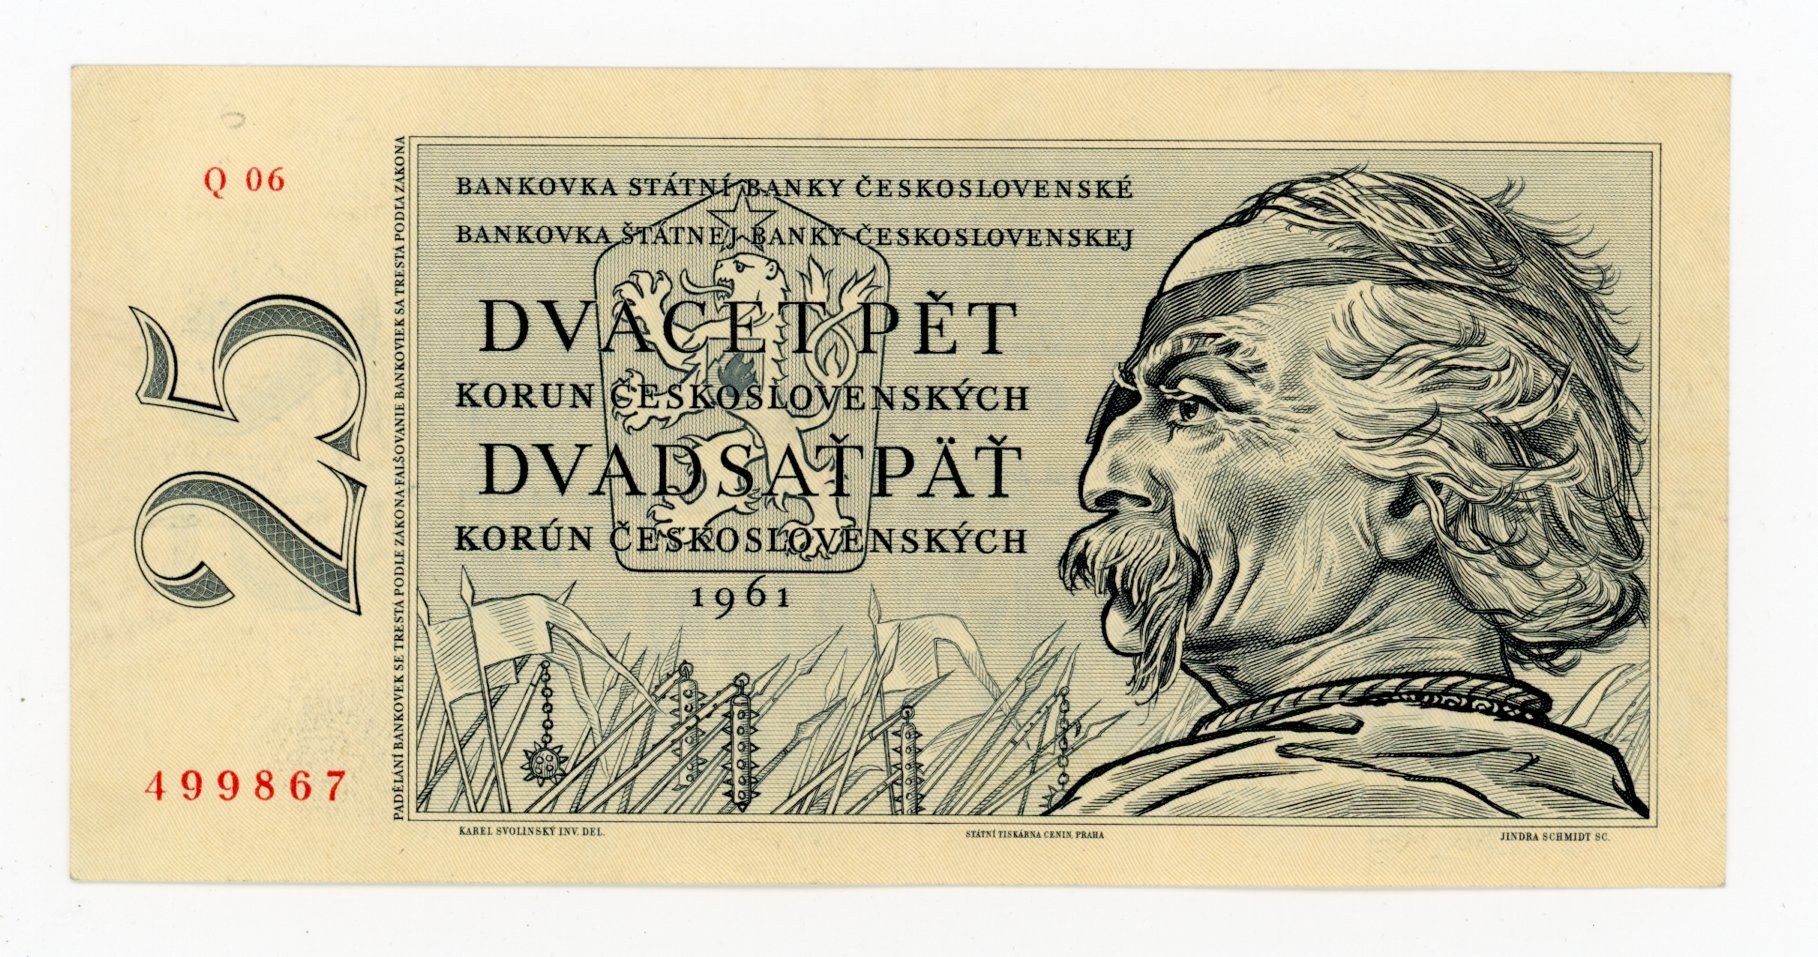 Q 06
25
499867
PADĚLÁNÍ BANKOVEK SE TRESTÁ PODLE ZÁKONA·FALŠOVANIE BANKOVIEK SA TRESTÁ PODĽA ZÁKONA
BANKOVKA STÁTNÍ BANKY ČESKOSLOVENSKÉ
BANKOVKA ŠTÁTNEJ BANKY ČESKOSLOVENSKEJ
DVACET PĚT
KORUN ČESKOSLOVENSKÝCH
DVADSAŤPÄŤ
KORÚN ČESKOSLOVENSKÝCH
1961
KAREL SVOLINSKÝ INV. DEL.
STÁTNÍ TISKÁRNA CENIN, PRAHA
JINDRA SCHMIDT SC.